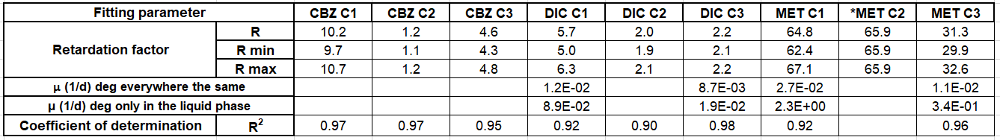 Fitting parameter CBZ C1 CBZ C2 CBZ C3 DIC C1 DIC C2 DIC C3 MET C1 *MET C2 MET C3
R 10.2 1.2 4.6 5.7 2.0 2.2 64.8 65.9 31.3
Retardation factor R min 9.7 1.1 4.3 5.0 1.9 2.1 62.4 65.9 29.9
R max 10.7 1.2 4.8 6.3 2.1 2.2 67.1 65.9 32.6
μ (1/d) deg everywhere the same 1.2E-02 8.7E-03 2.7E-02 1.1E-02
μ (1/d) deg only in the liquid phase 8.9E-02 1.9E-02 2.3E+00 3.4E-01
Coefficient of determination R² 0.97 0.97 0.95 0.92 0.90 0.98 0.92 0.96